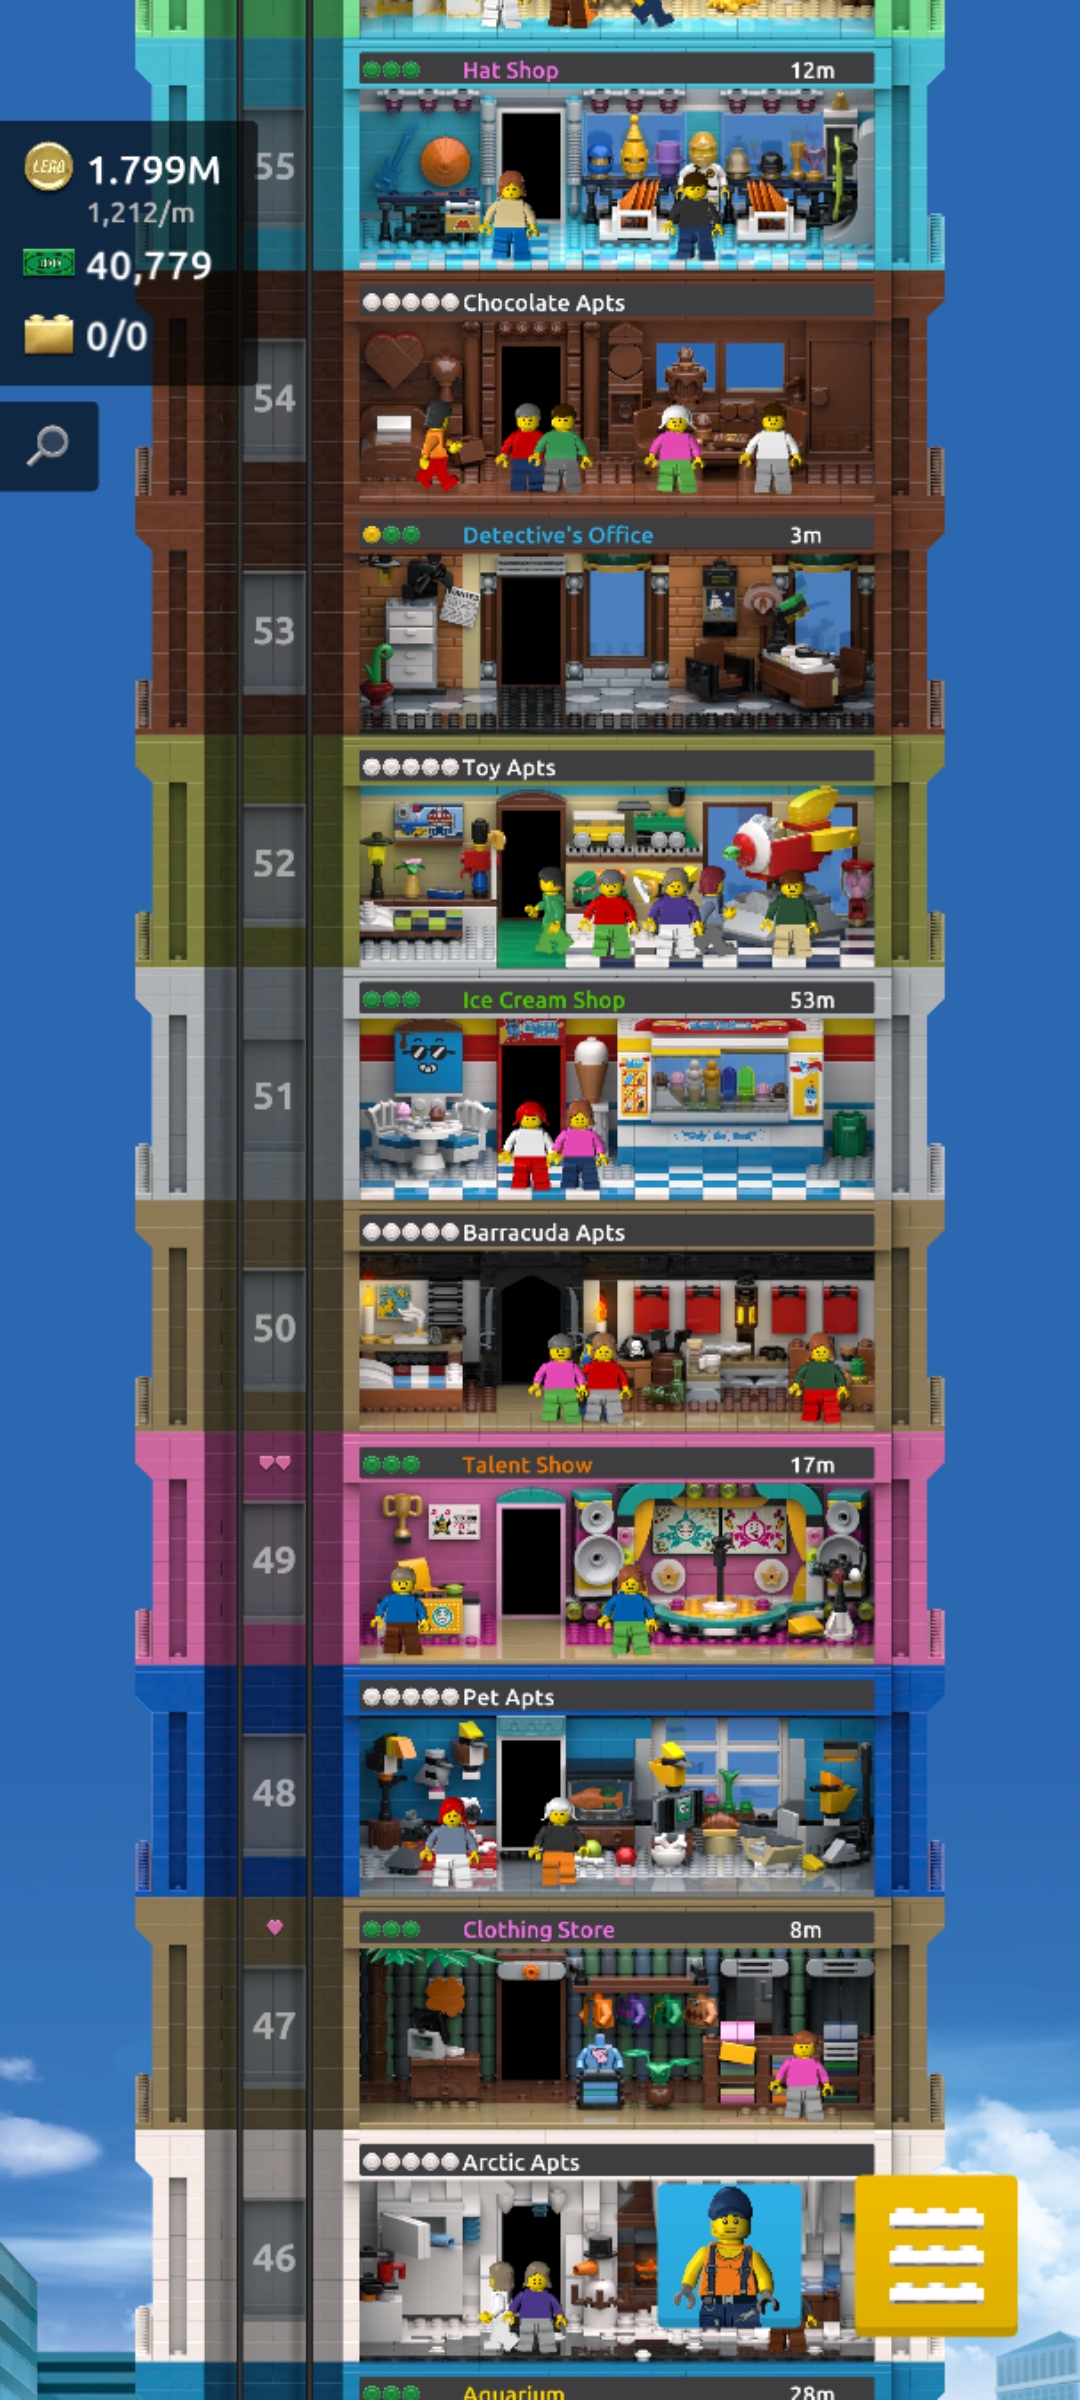 Hat Shop 12m
55
LEGO 1.799M
1,212/m
40,779
0/0
Chocolate Apts
54
Detective's Office 3m
WANTED
53
Toy Apts
52
Ice Cream Shop 53m
51
Barracuda Apts
50
Talent Show 17m
49
Pet Apts
48
Clothing Store 8m
47
Arctic Apts
46
Aquarium 28m